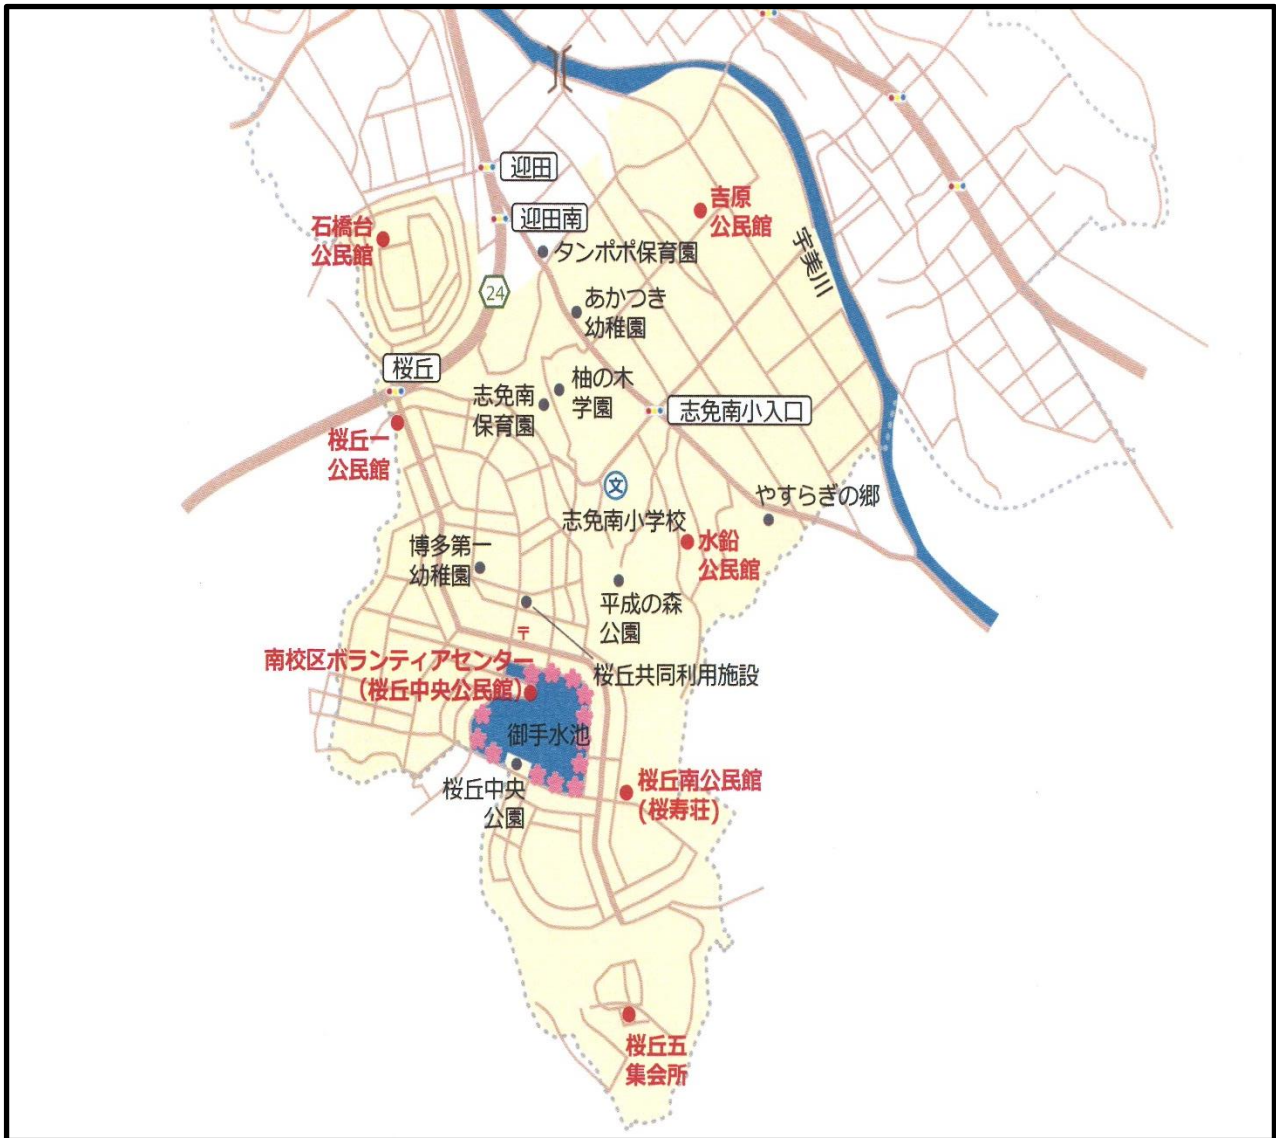 迎田
吉原
公民館
石橋台
公民館
迎田南
宇美川
タンポポ保育園
24
あかつき
幼稚園
桜丘
柚の木
学園
志免南
保育園
志免南小入口
桜丘一
公民館
文
やすらぎの郷
志免南小学校
水鉛
公民館
博多第一
幼稚園
平成の森
公園
〒
南校区ボランティアセンター
(桜丘中央公民館)
桜丘共同利用施設
御手水池
桜丘中央
公園
桜丘南公民館
(桜寿荘)
桜丘五
集会所